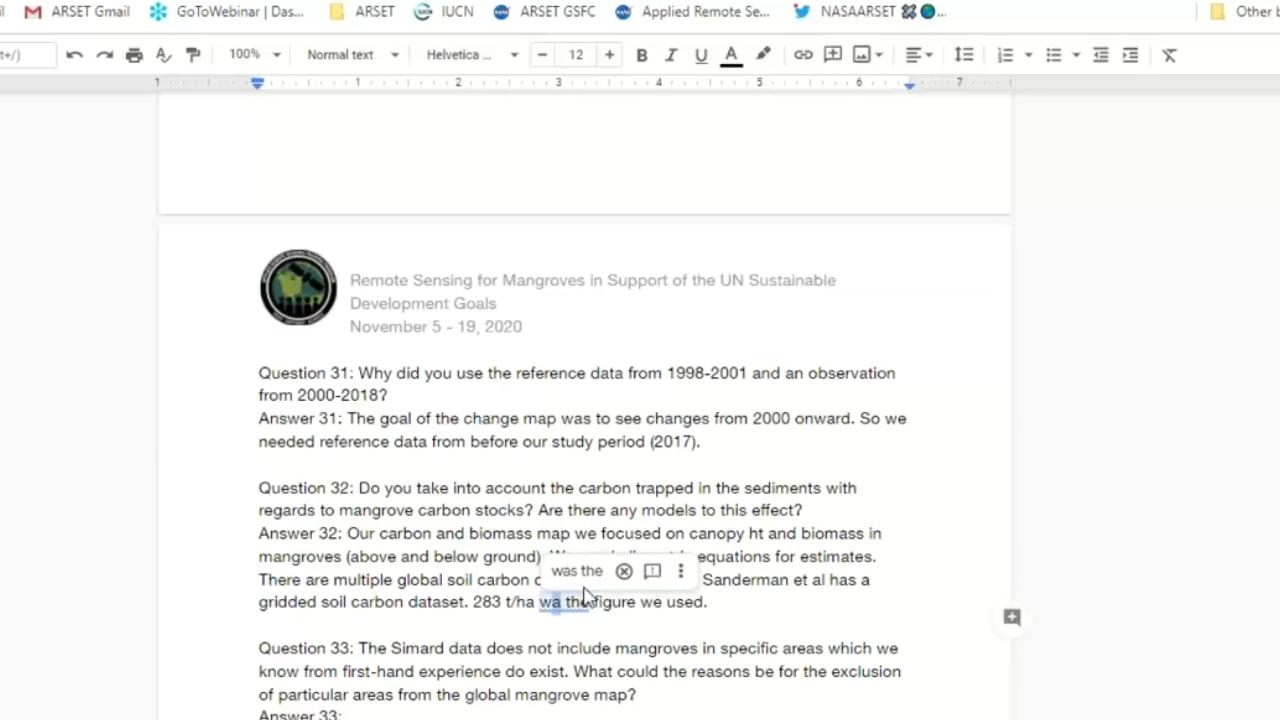 ARSET Gmail GoToWebinar | Das... ARSET IUCN ARSET GSFC Applied Remote Se... NASAARSET Other b
t+/) 100% Normal text Helvetica ... 12 B I U A
1 1 2 3 4 5 6 7
Remote Sensing for Mangroves in Support of the UN Sustainable
Development Goals
November 5 - 19, 2020
Question 31: Why did you use the reference data from 1998-2001 and an observation
from 2000-2018?
Answer 31: The goal of the change map was to see changes from 2000 onward. So we
needed reference data from before our study period (2017).
Question 32: Do you take into account the carbon trapped in the sediments with
regards to mangrove carbon stocks? Are there any models to this effect?
Answer 32: Our carbon and biomass map we focused on canopy ht and biomass in
mangroves (above and below ground). equations for estimates.
was the
There are multiple global soil carbon Sanderman et al has a
gridded soil carbon dataset. 283 t/ha wa the figure we used.
Question 33: The Simard data does not include mangroves in specific areas which we
know from first-hand experience do exist. What could the reasons be for the exclusion
of particular areas from the global mangrove map?
Answer 33: